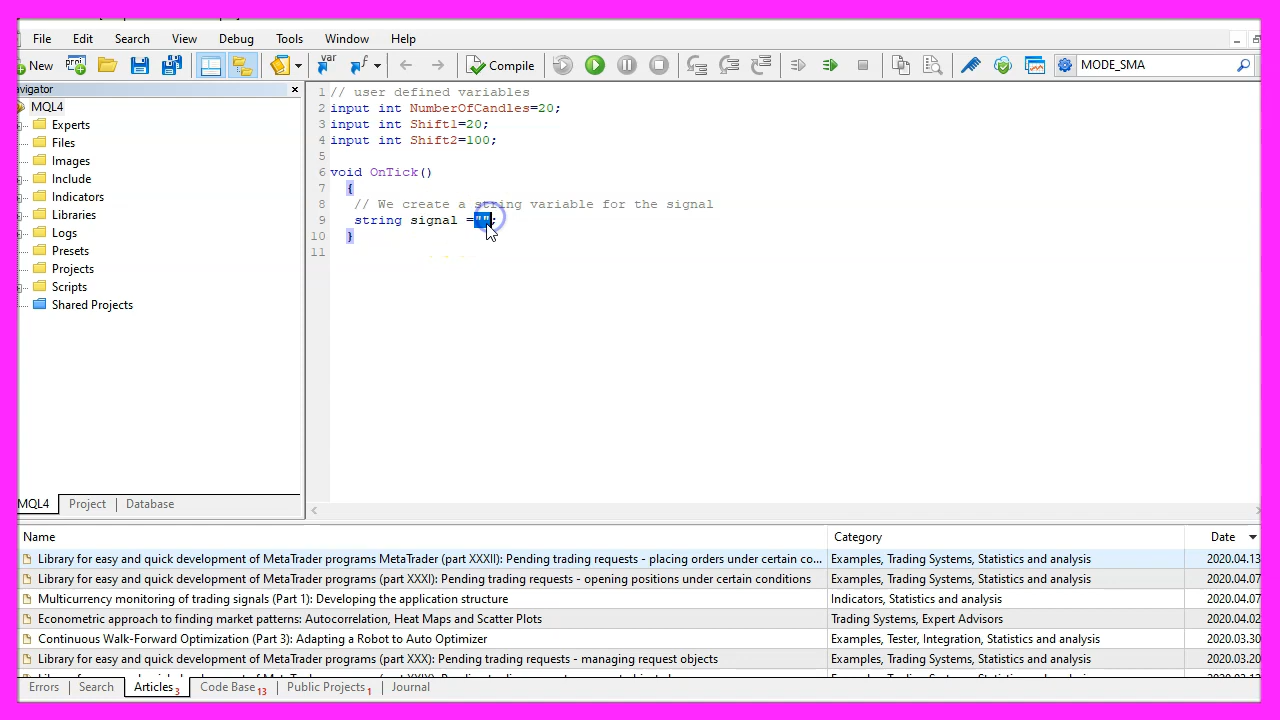 File Edit Search View Debug Tools Window Help
New Compile MODE_SMA
avigator
MQL4
Experts
Files
Images
Include
Indicators
Libraries
Logs
Presets
Projects
Scripts
Shared Projects
MQL4 Project Database
1 // user defined variables
2 input int NumberOfCandles=20;
3 input int Shift1=20;
4 input int Shift2=100;
5
6 void OnTick()
7 {
8 // We create a string variable for the signal
9 string signal ="";
10 }
11
Name Category Date
Library for easy and quick development of MetaTrader programs MetaTrader (part XXXII): Pending trading requests - placing orders under certain co... Examples, Trading Systems, Statistics and analysis 2020.04.13
Library for easy and quick development of MetaTrader programs (part XXXI): Pending trading requests - opening positions under certain conditions Examples, Trading Systems, Statistics and analysis 2020.04.07
Multicurrency monitoring of trading signals (Part 1): Developing the application structure Indicators, Statistics and analysis 2020.04.07
Econometric approach to finding market patterns: Autocorrelation, Heat Maps and Scatter Plots Trading Systems, Expert Advisors 2020.04.02
Continuous Walk-Forward Optimization (Part 3): Adapting a Robot to Auto Optimizer Examples, Tester, Integration, Statistics and analysis 2020.03.30
Library for easy and quick development of MetaTrader programs (part XXX): Pending trading requests - managing request objects Examples, Trading Systems, Statistics and analysis 2020.03.20
Errors Search Articles 3 Code Base 13 Public Projects 1 Journal